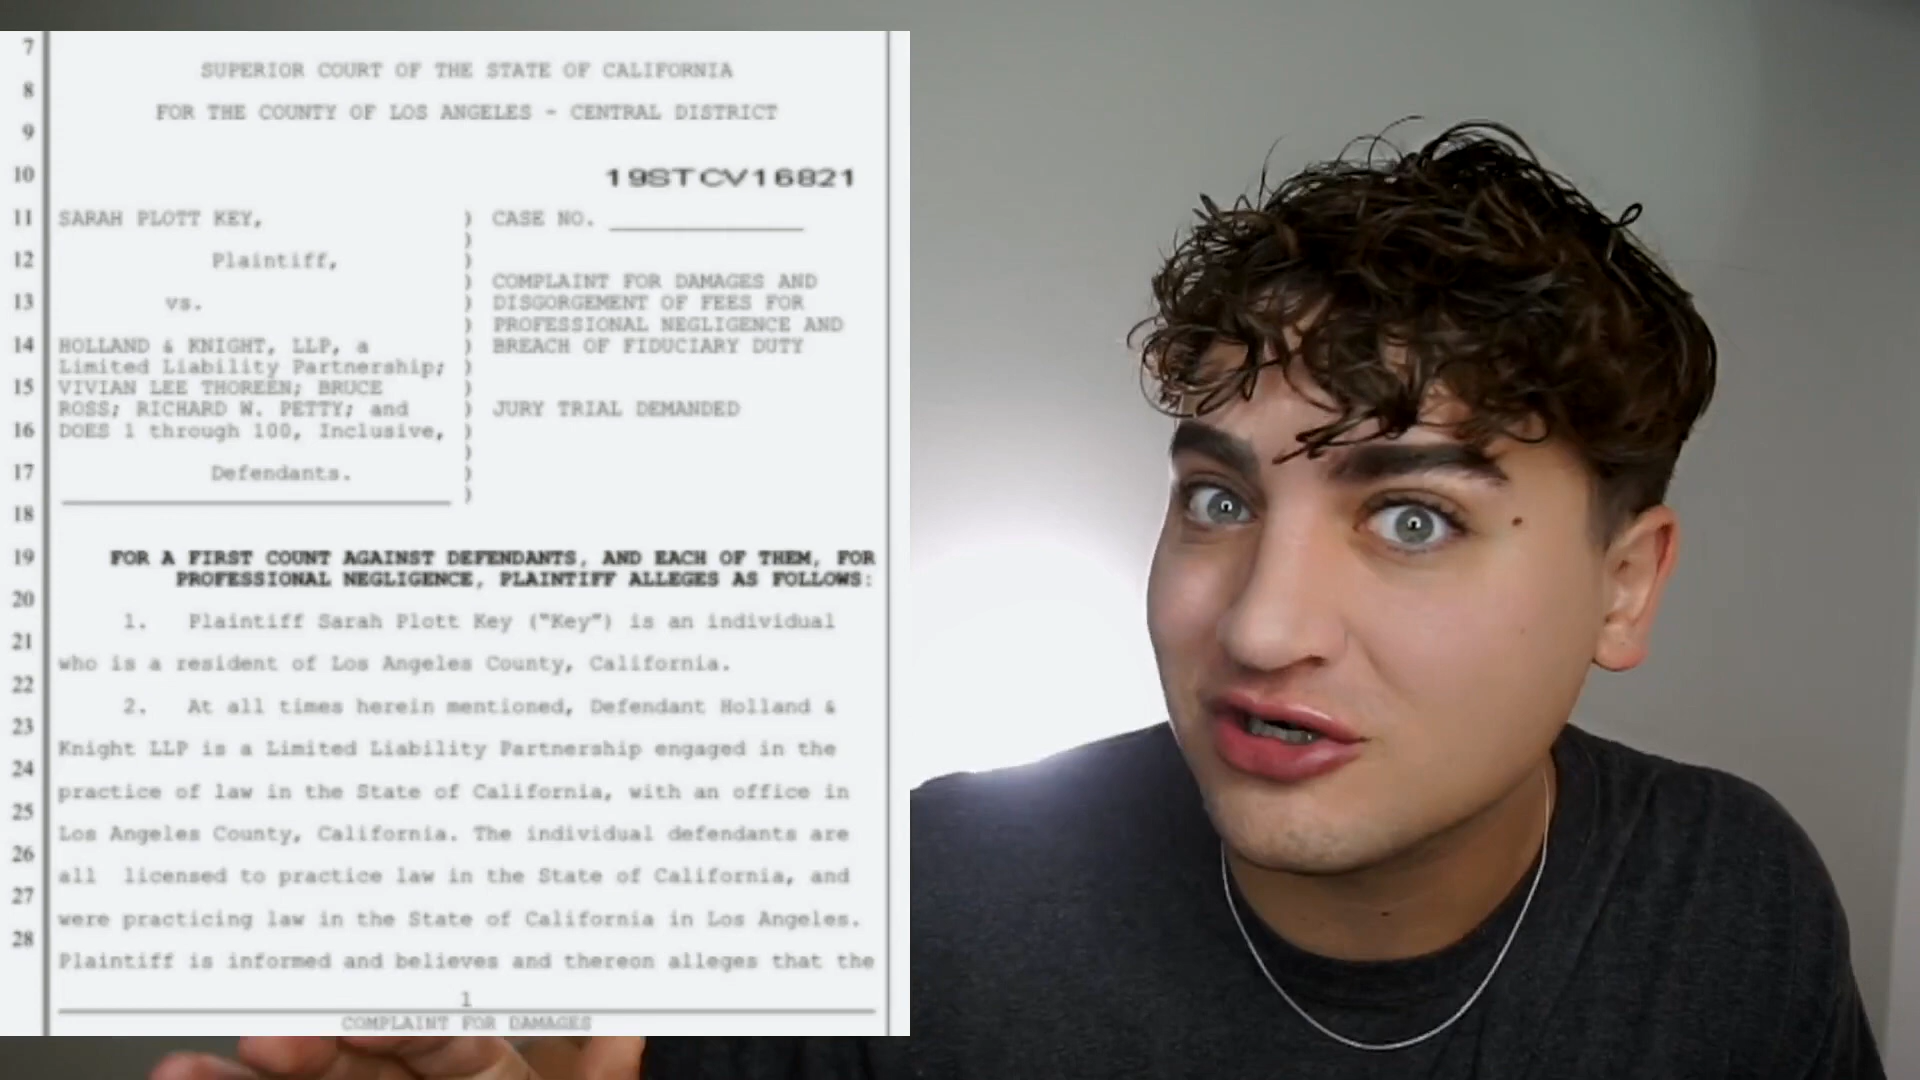 7
SUPERIOR COURT OF THE STATE OF CALIFORNIA
8
FOR THE COUNTY OF LOS ANGELES - CENTRAL DISTRICT
9
10 19STCV16821
11 SARAH PLOTT KEY, ) CASE NO. ______________
)
12 Plaintiff, )
) COMPLAINT FOR DAMAGES AND
13 vs. ) DISGORGEMENT OF FEES FOR
) PROFESSIONAL NEGLIGENCE AND
14 HOLLAND & KNIGHT, LLP, a ) BREACH OF FIDUCIARY DUTY
Limited Liability Partnership; )
15 VIVIAN LEE THOREEN; BRUCE )
ROSS; RICHARD W. PETTY; and ) JURY TRIAL DEMANDED
16 DOES 1 through 100, Inclusive, )
)
17 Defendants. )
)
18
19 FOR A FIRST COUNT AGAINST DEFENDANTS, AND EACH OF THEM, FOR
PROFESSIONAL NEGLIGENCE, PLAINTIFF ALLEGES AS FOLLOWS:
20
1. Plaintiff Sarah Plott Key ("Key") is an individual
21
who is a resident of Los Angeles County, California.
22
2. At all times herein mentioned, Defendant Holland &
23
Knight LLP is a Limited Liability Partnership engaged in the
24
practice of law in the State of California, with an office in
25
Los Angeles County, California. The individual defendants are
26
all licensed to practice law in the State of California, and
27
were practicing law in the State of California in Los Angeles.
28
Plaintiff is informed and believes and thereon alleges that the
1
COMPLAINT FOR DAMAGES